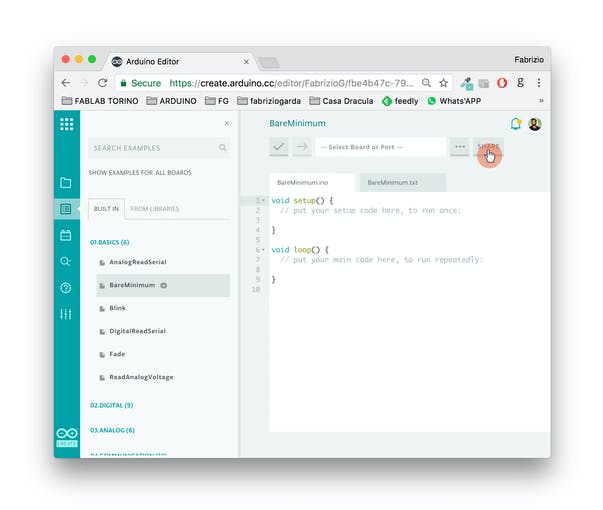 Arduino Editor
Fabrizio
Secure https://create.arduino.cc/editor/FabrizioG/fbe4b47c-79...
FABLAB TORINO ARDUINO FG fabriziogarda Casa Dracula feedly Whats'APP »
BareMinimum
SEARCH EXAMPLES
-- Select Board or Port --
SHARE
SHOW EXAMPLES FOR ALL BOARDS
BareMinimum.ino BareMinimum.txt
BUILT IN FROM LIBRARIES
01.BASICS (6)
AnalogReadSerial
BareMinimum
Blink
DigitalReadSerial
Fade
ReadAnalogVoltage
02.DIGITAL (9)
03.ANALOG (6)
04.COMMUNICATION (13)
CREATE
1 void setup() {
2 // put your setup code here, to run once:
3
4 }
5
6 void loop() {
7 // put your main code here, to run repeatedly:
8
9 }
10